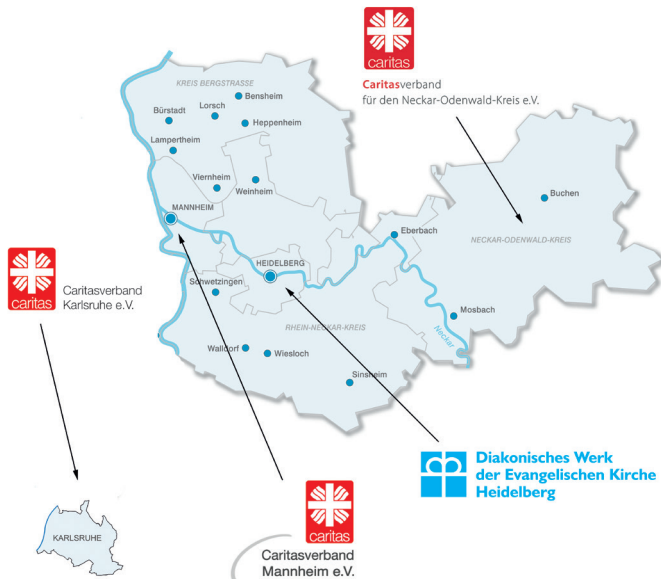 caritas
Caritasverband
für den Neckar-Odenwald-Kreis e.V.
KREIS BERGSTRASSE
Bensheim
Lorsch
Bürstadt
Heppenheim
Lampertheim
Viernheim
Weinheim
Buchen
MANNHEIM
Eberbach
NECKAR-ODENWALD-KREIS
HEIDELBERG
caritas
Caritasverband
Karlsruhe e.V.
Schwetzingen
Mosbach
RHEIN-NECKAR-KREIS
Neckar
Walldorf
Wiesloch
Sinsheim
Diakonisches Werk
der Evangelischen Kirche
Heidelberg
caritas
Caritasverband
Mannheim e.V.
KARLSRUHE